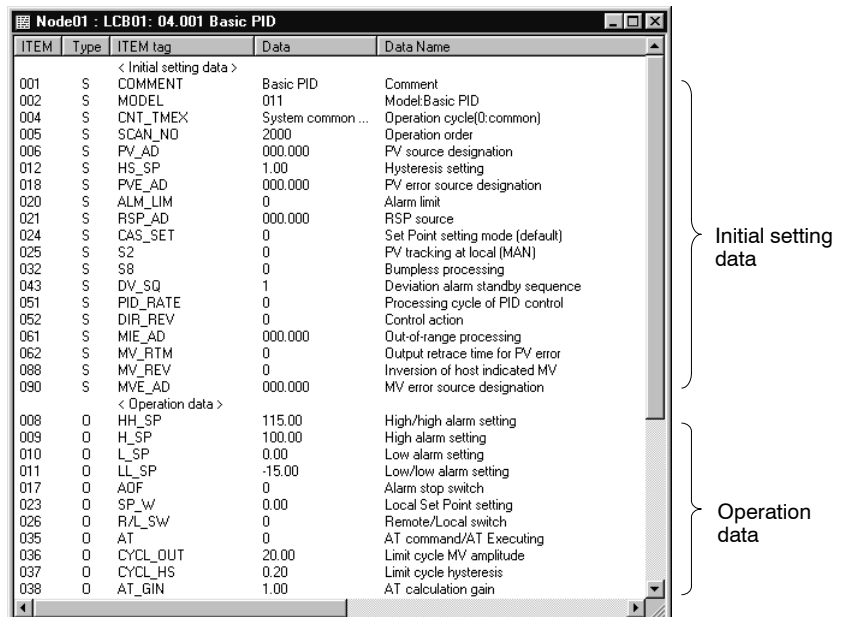 Node01 : LCB01: 04.001 Basic PID
ITEM Type ITEM tag Data Data Name
< Initial setting data >
001 S COMMENT Basic PID Comment
002 S MODEL 011 Model:Basic PID
004 S CNT_TMEX System common ... Operation cycle(0:common)
005 S SCAN_NO 2000 Operation order
006 S PV_AD 000.000 PV source designation
012 S HS_SP 1.00 Hysteresis setting
018 S PVE_AD 000.000 PV error source designation
020 S ALM_LIM 0 Alarm limit
021 S RSP_AD 000.000 RSP source
024 S CAS_SET 0 Set Point setting mode (default)
025 S S2 0 PV tracking at local (MAN)
032 S S8 0 Bumpless processing
043 S DV_SQ 1 Deviation alarm standby sequence
051 S PID_RATE 0 Processing cycle of PID control
052 S DIR_REV 0 Control action
061 S MIE_AD 000.000 Out-of-range processing
062 S MV_RTM 0 Output retrace time for PV error
088 S MV_REV 0 Inversion of host indicated MV
090 S MVE_AD 000.000 MV error source designation
< Operation data >
008 O HH_SP 115.00 High/high alarm setting
009 O H_SP 100.00 High alarm setting
010 O L_SP 0.00 Low alarm setting
011 O LL_SP -15.00 Low/low alarm setting
017 O AOF 0 Alarm stop switch
023 O SP_W 0.00 Local Set Point setting
026 O R/L_SW 0 Remote/Local switch
035 O AT 0 AT command/AT Executing
036 O CYCL_OUT 20.00 Limit cycle MV amplitude
037 O CYCL_HS 0.20 Limit cycle hysteresis
038 O AT_GIN 1.00 AT calculation gain
Initial setting
data
Operation
data